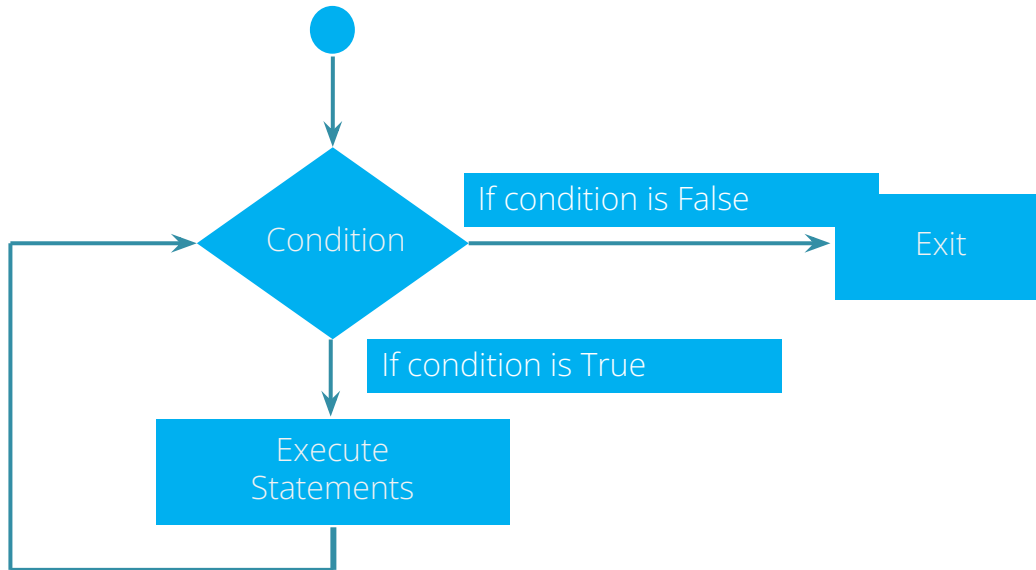 If condition is False
Condition
Exit
If condition is True
Execute
Statements